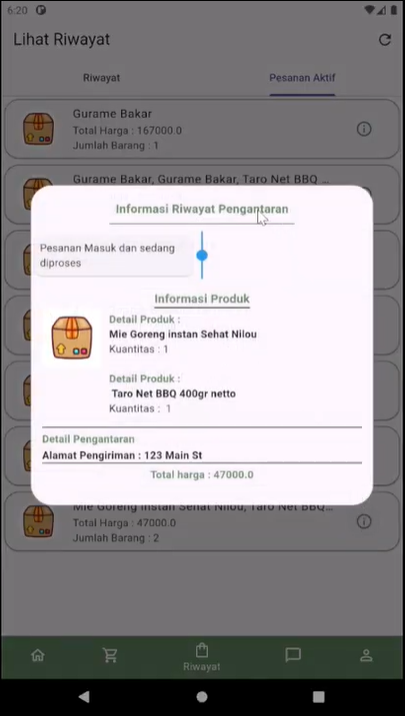 6:20
Lihat Riwayat
Riwayat
Pesanan Aktif
Gurame Bakar
Total Harga : 167000.0
Jumlah Barang : 1
Gurame Bakar, Gurame Bakar, Taro Net BBQ ...
Informasi Riwayat Pengantaran
Pesanan Masuk dan sedang
diproses
Informasi Produk
Detail Produk :
Mie Goreng instan Sehat Nilou
Kuantitas : 1
Detail Produk :
Taro Net BBQ 400gr netto
Kuantitas : 1
Detail Pengantaran
Alamat Pengiriman : 123 Main St
Total harga : 47000.0
Mie Goreng instan Sehat Nilou, Taro Net BBQ...
Total Harga : 47000.0
Jumlah Barang : 2
Riwayat